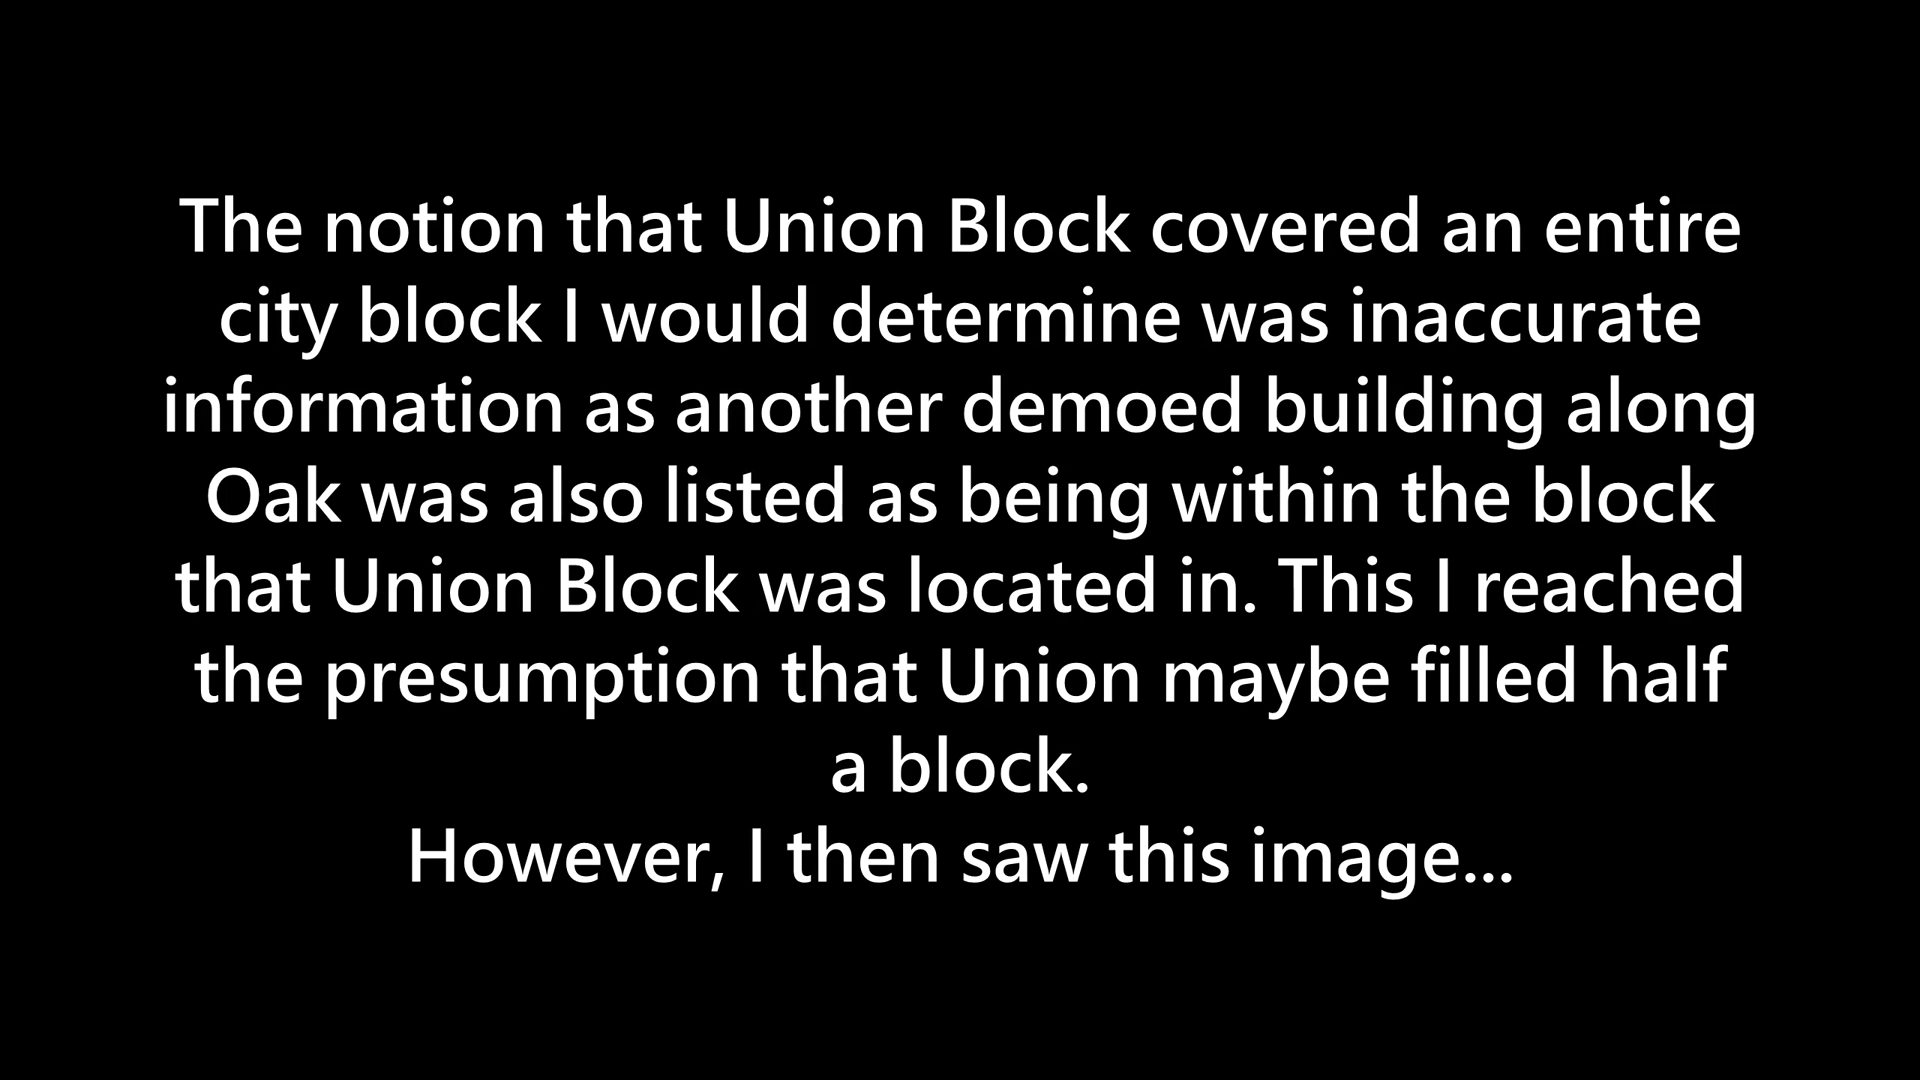 The notion that Union Block covered an entire
city block I would determine was inaccurate
information as another demoed building along
Oak was also listed as being within the block
that Union Block was located in. This I reached
the presumption that Union maybe filled half
a block.
However, I then saw this image...